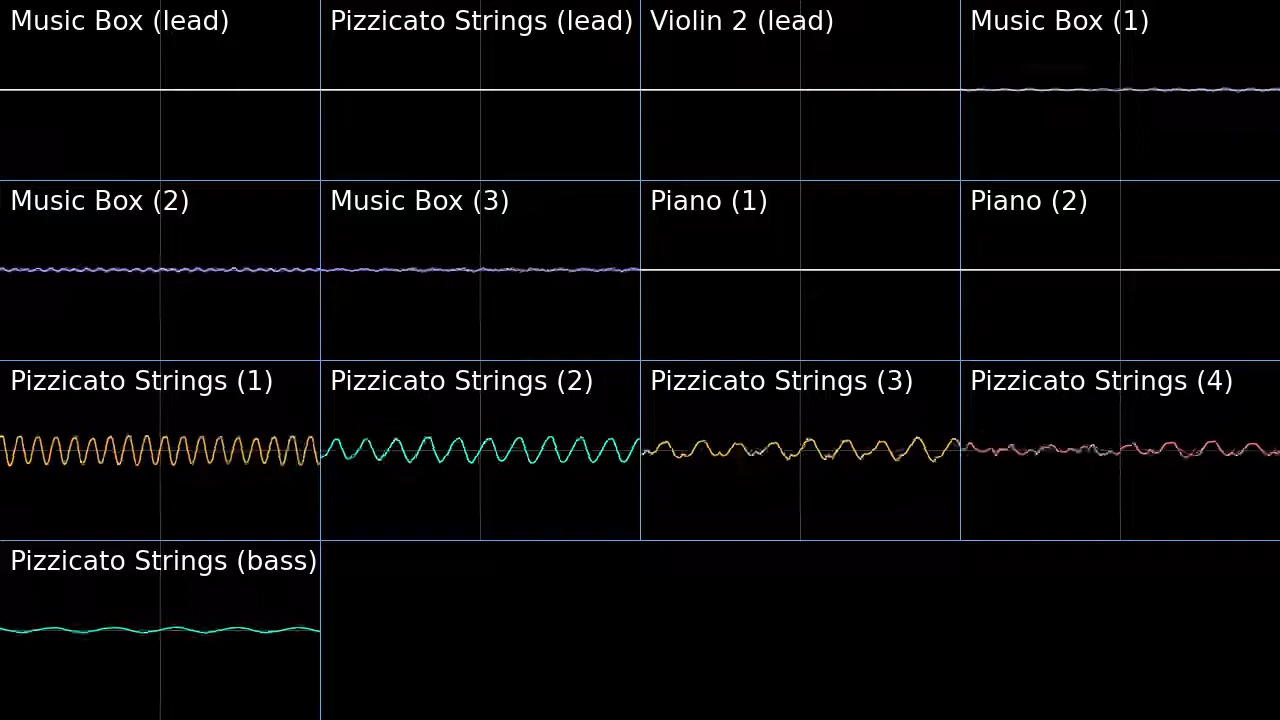 Music Box (lead)
Pizzicato Strings (lead)
Violin 2 (lead)
Music Box (1)
Music Box (2)
Music Box (3)
Piano (1)
Piano (2)
Pizzicato Strings (1)
Pizzicato Strings (2)
Pizzicato Strings (3)
Pizzicato Strings (4)
Pizzicato Strings (bass)